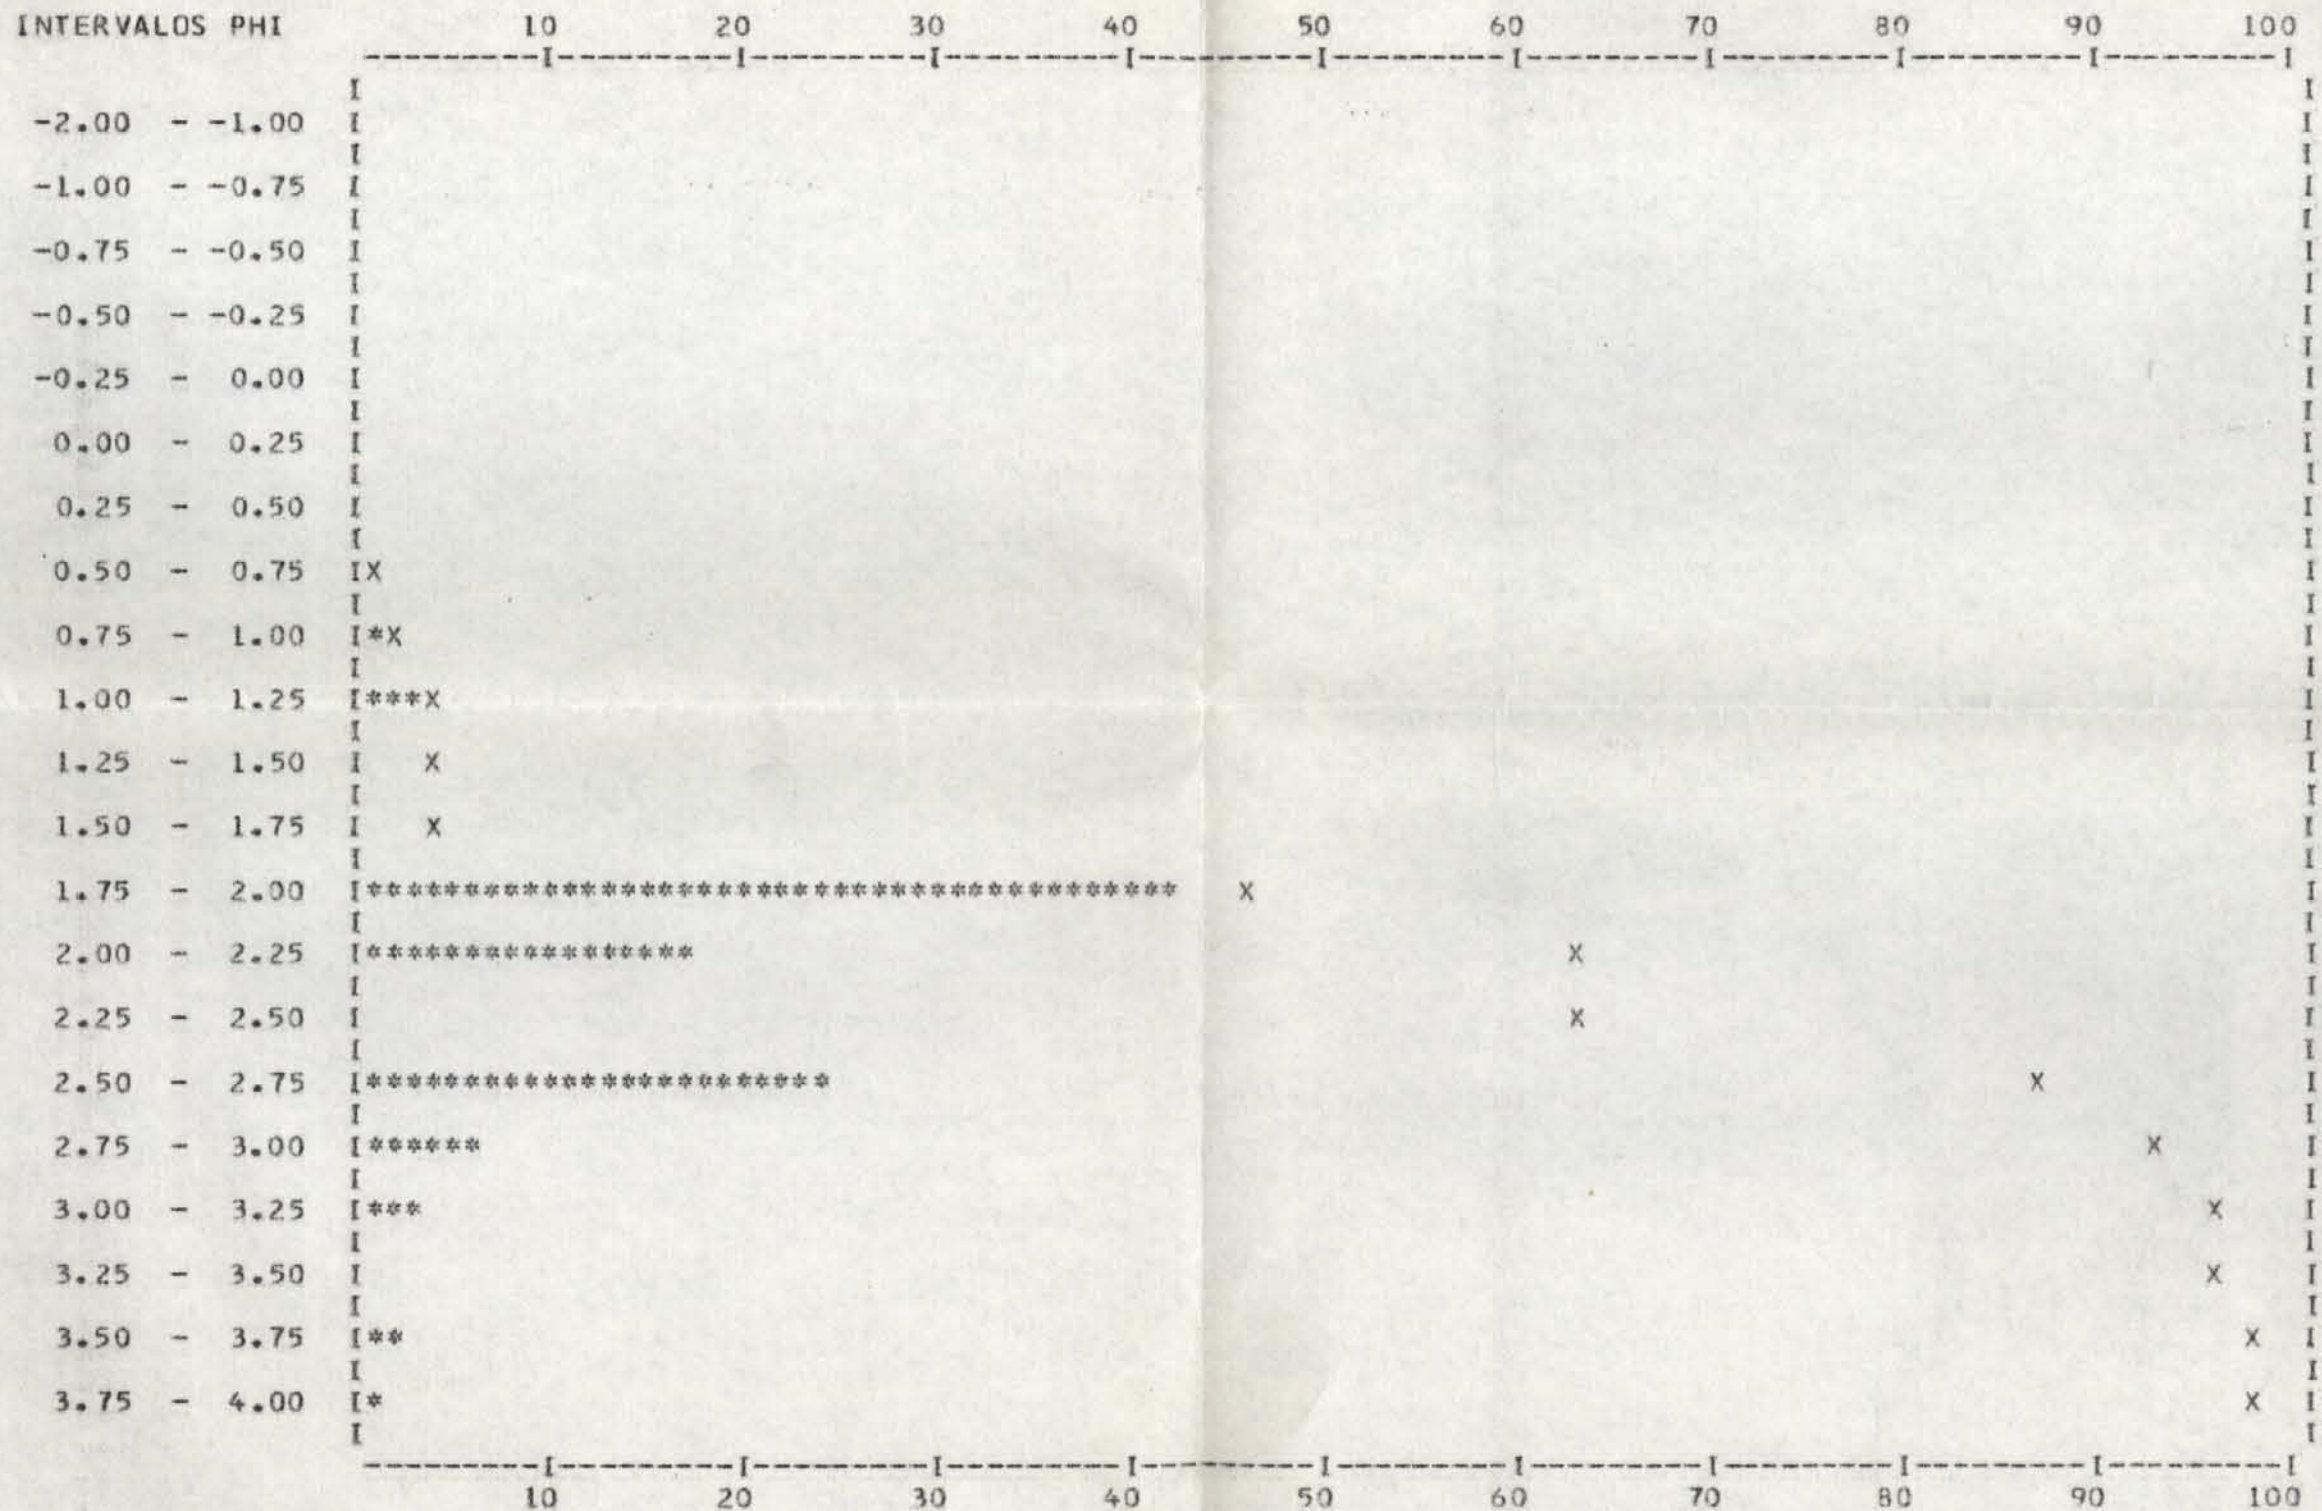 INTERVALOS PHI 10 20 30 40 50 60 70 80 90 100
---------I---------I---------I---------I---------I---------I---------I---------I---------I---------I
I I
-2.00 - -1.00 I I
I I
-1.00 - -0.75 I I
I I
-0.75 - -0.50 I I
I I
-0.50 - -0.25 I I
I I
-0.25 - 0.00 I I
I I
0.00 - 0.25 I I
I I
0.25 - 0.50 I I
I I
0.50 - 0.75 IX I
I I
0.75 - 1.00 I*X I
I I
1.00 - 1.25 I***X I
I I
1.25 - 1.50 I X I
I I
1.50 - 1.75 I X I
I I
1.75 - 2.00 I****************************************** X I
I I
2.00 - 2.25 I***************** X I
I I
2.25 - 2.50 I X I
I I
2.50 - 2.75 I************************ X I
I I
2.75 - 3.00 I****** X I
I I
3.00 - 3.25 I*** X I
I I
3.25 - 3.50 I X I
I I
3.50 - 3.75 I** X I
I I
3.75 - 4.00 I* X I
I I
---------I---------I---------I---------I---------I---------I---------I---------I---------I---------I
10 20 30 40 50 60 70 80 90 100